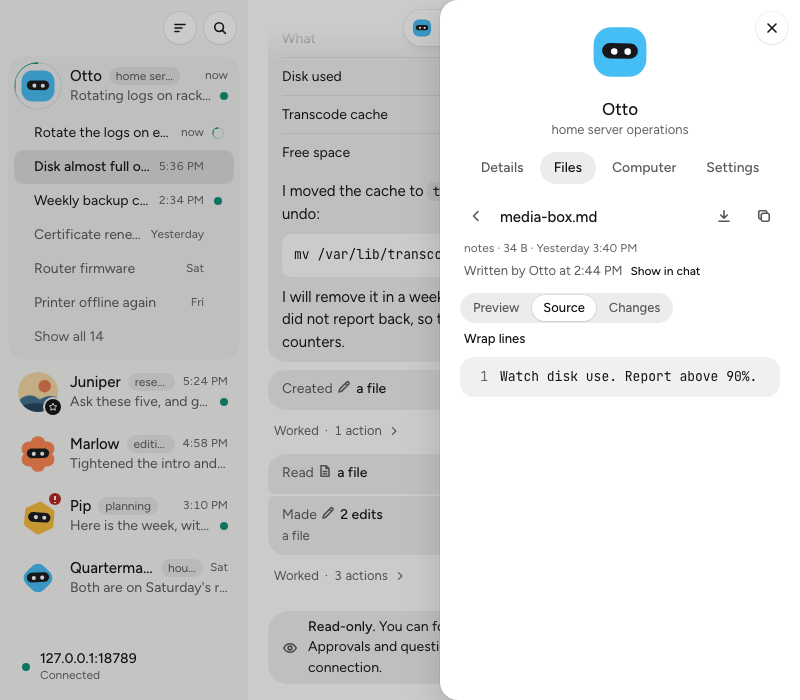 Otto home ser... now
Rotating logs on rack...
Rotate the logs on e... now
Disk almost full o... 5:36 PM
Weekly backup c... 2:34 PM
Certificate rene... Yesterday
Router firmware Sat
Printer offline again Fri
Show all 14
Juniper rese... 5:24 PM
Ask these five, and g...
Marlow editi... 4:58 PM
Tightened the intro and...
Pip planning 3:10 PM
Here is the week, wit...
Quarterma... hou... Sat
Both are on Saturday's r...
127.0.0.1:18789
Connected
What
Disk used
Transcode cache
Free space
I moved the cache to
undo:
mv /var/lib/transco
I will remove it in a week
did not report back, so t
counters.
Created a file
Worked · 1 action
Read a file
Made 2 edits
a file
Worked · 3 actions
Read-only. You can fo
Approvals and questi
connection.
Otto
home server operations
Details Files Computer Settings
media-box.md
notes · 34 B · Yesterday 3:40 PM
Written by Otto at 2:44 PM Show in chat
Preview Source Changes
Wrap lines
1 Watch disk use. Report above 90%.